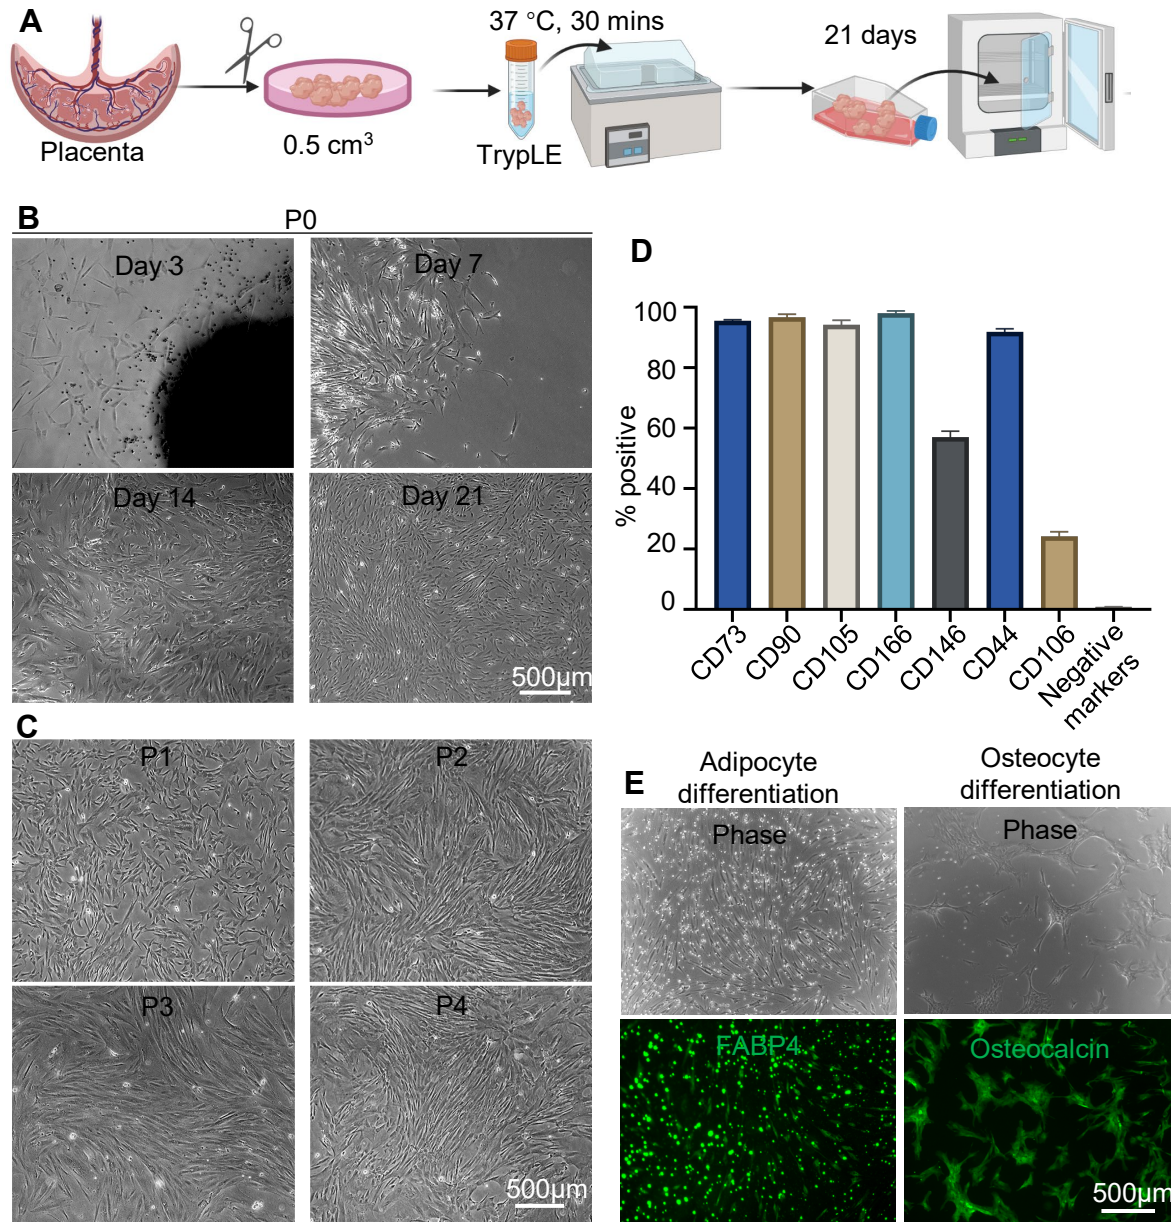 A
37 °C, 30 mins
21 days
Placenta
0.5 cm³
TrypLE
B
P0
Day 3
Day 7
Day 14
Day 21
500μm
C
P1
P2
P3
P4
500μm
D
% positive
100
80
60
40
20
0
CD73
CD90
CD105
CD166
CD146
CD44
CD106
Negative
markers
E
Adipocyte
differentiation
Osteocyte
differentiation
Phase
Phase
FABP4
Osteocalcin
500μm